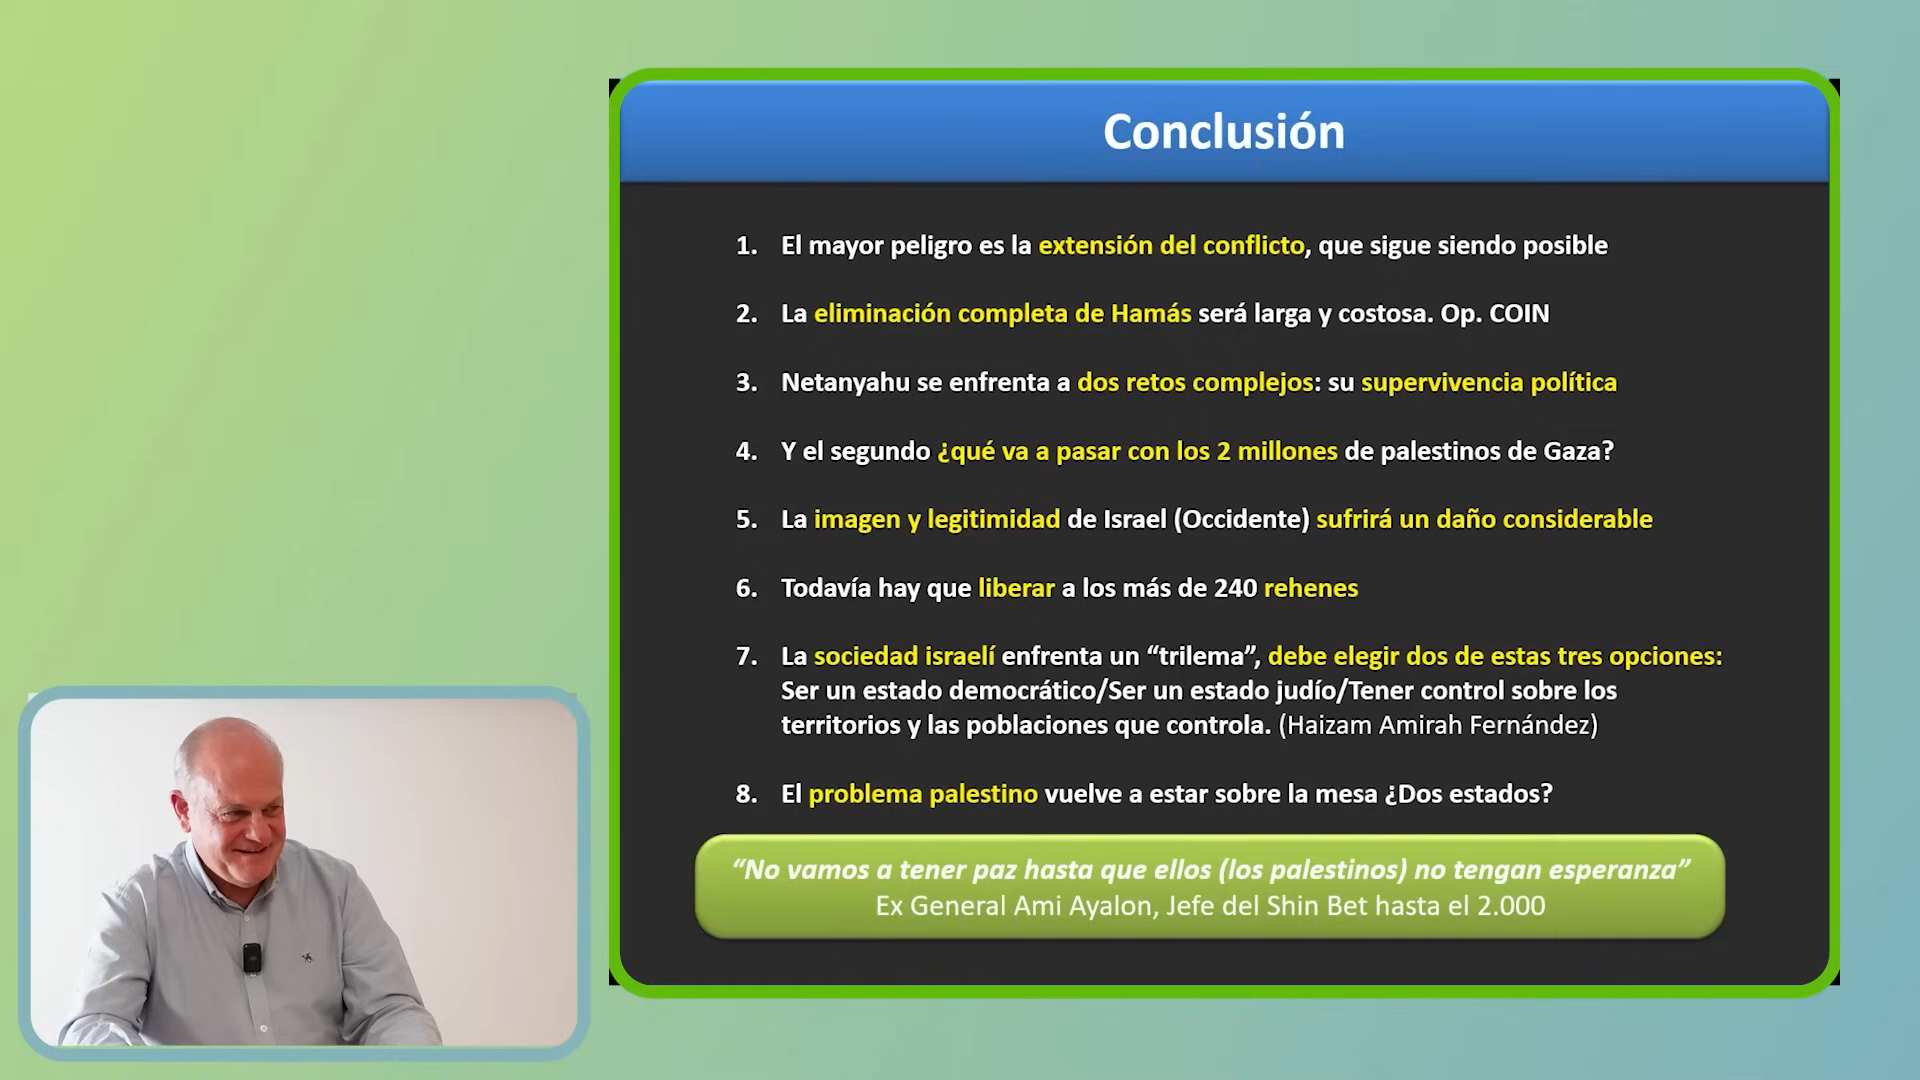 Conclusión
1. El mayor peligro es la extensión del conflicto, que sigue siendo posible
2. La eliminación completa de Hamás será larga y costosa. Op. COIN
3. Netanyahu se enfrenta a dos retos complejos: su supervivencia política
4. Y el segundo ¿qué va a pasar con los 2 millones de palestinos de Gaza?
5. La imagen y legitimidad de Israel (Occidente) sufrirá un daño considerable
6. Todavía hay que liberar a los más de 240 rehenes
7. La sociedad israelí enfrenta un “trilema”, debe elegir dos de estas tres opciones:
Ser un estado democrático/Ser un estado judío/Tener control sobre los
territorios y las poblaciones que controla. (Haizam Amirah Fernández)
8. El problema palestino vuelve a estar sobre la mesa ¿Dos estados?
“No vamos a tener paz hasta que ellos (los palestinos) no tengan esperanza”
Ex General Ami Ayalon, Jefe del Shin Bet hasta el 2.000